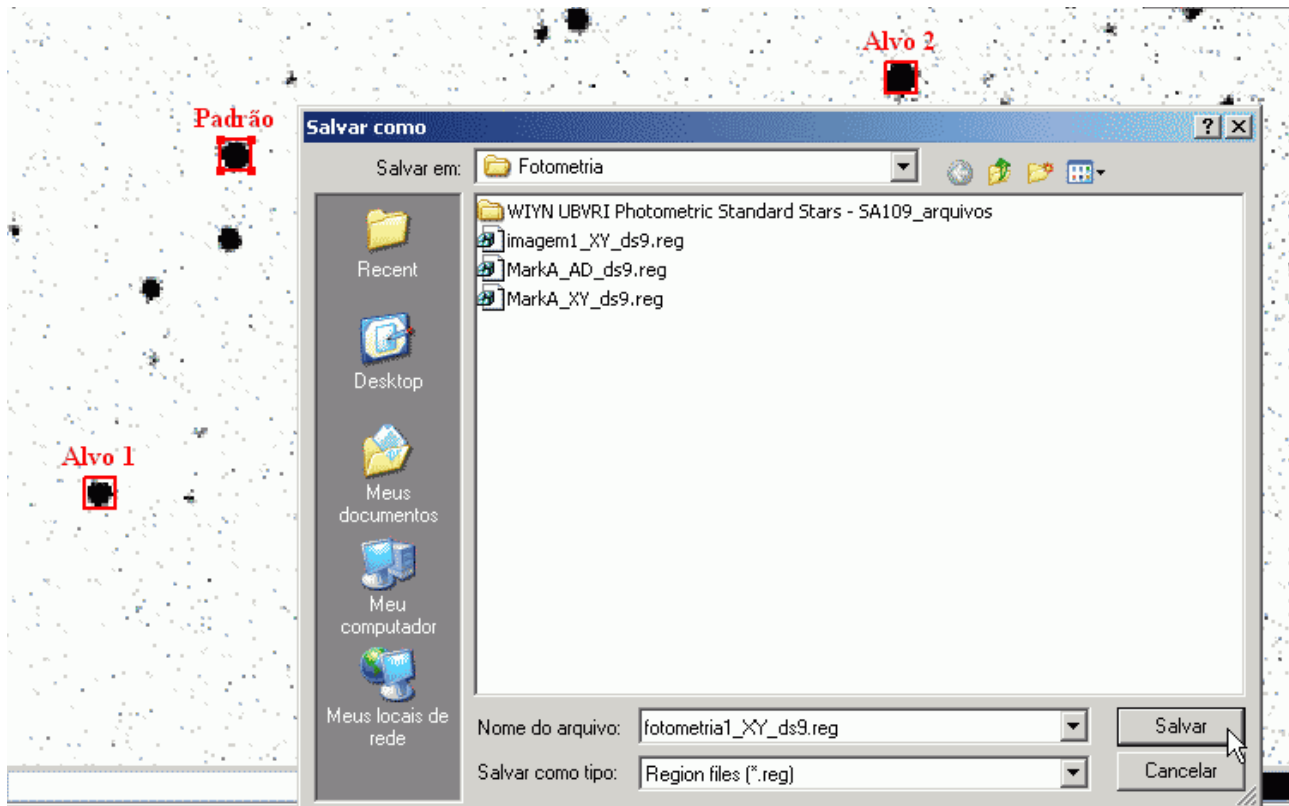 Alvo 2
Padrão
Salvar como
Salvar em: Fotometria
WIYN UBVRI Photometric Standard Stars - SA109_arquivos
imagem1_XY_ds9.reg
MarkA_AD_ds9.reg
MarkA_XY_ds9.reg
Recent
Desktop
Meus
documentos
Meu
computador
Meus locais de
rede
Alvo 1
Nome do arquivo: fotometria1_XY_ds9.reg
Salvar
Salvar como tipo: Region files (*.reg)
Cancelar